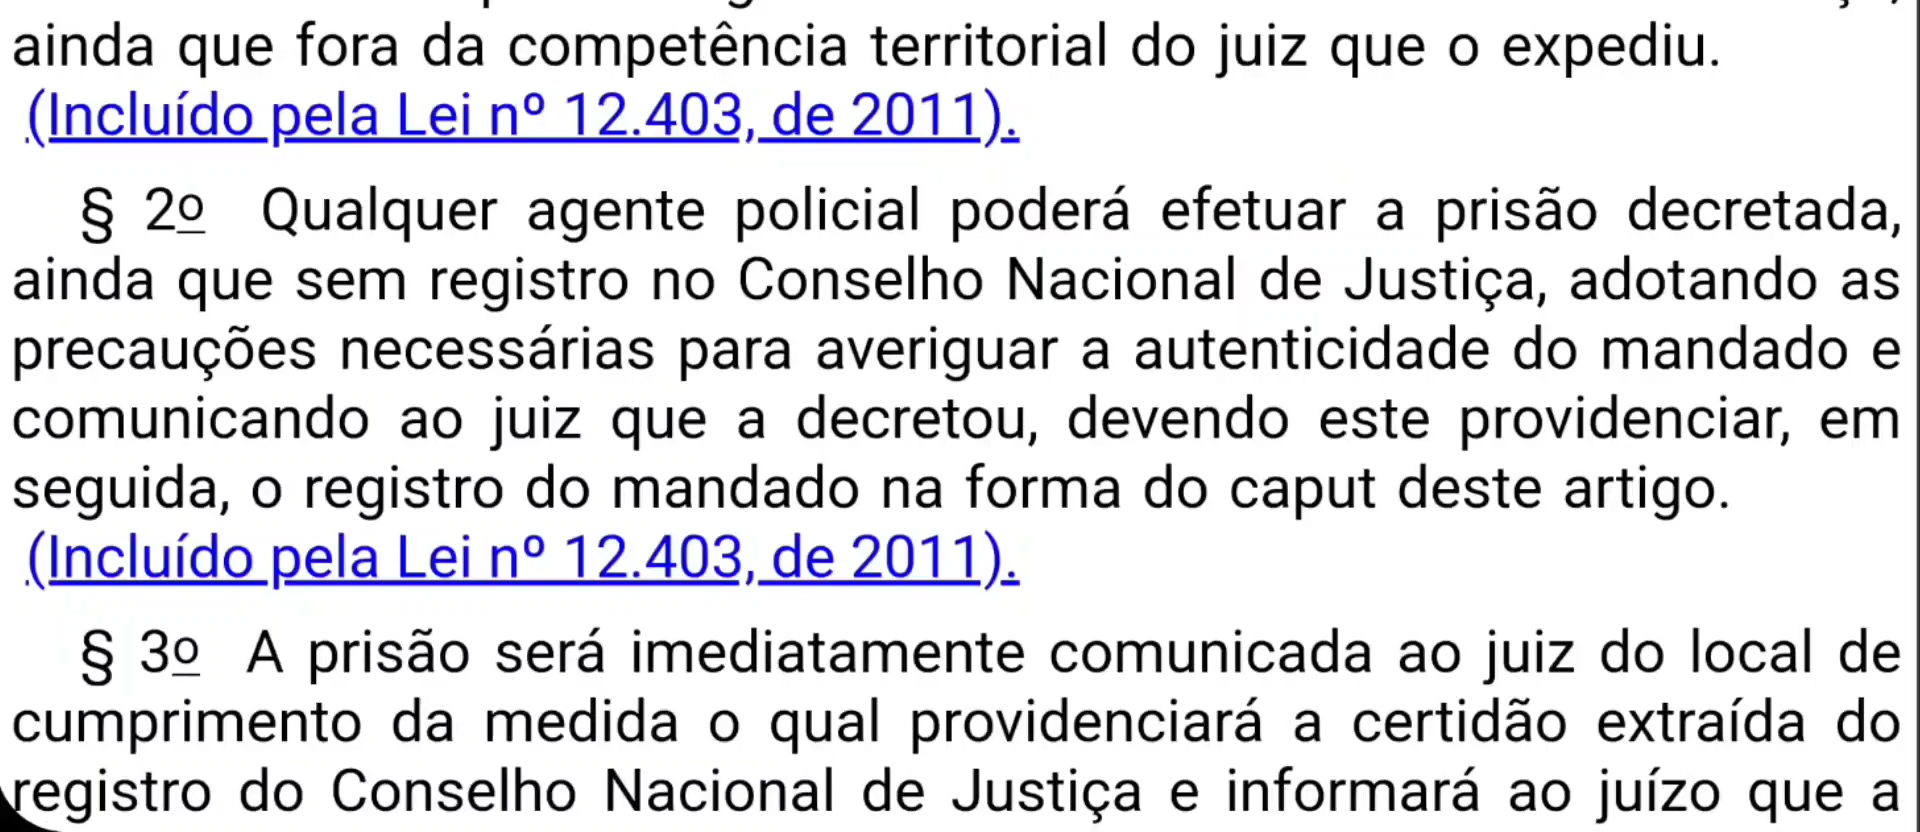 ainda que fora da competência territorial do juiz que o expediu.
(Incluído pela Lei nº 12.403, de 2011).
§ 2º Qualquer agente policial poderá efetuar a prisão decretada,
ainda que sem registro no Conselho Nacional de Justiça, adotando as
precauções necessárias para averiguar a autenticidade do mandado e
comunicando ao juiz que a decretou, devendo este providenciar, em
seguida, o registro do mandado na forma do caput deste artigo.
(Incluído pela Lei nº 12.403, de 2011).
§ 3º A prisão será imediatamente comunicada ao juiz do local de
cumprimento da medida o qual providenciará a certidão extraída do
registro do Conselho Nacional de Justiça e informará ao juízo que a